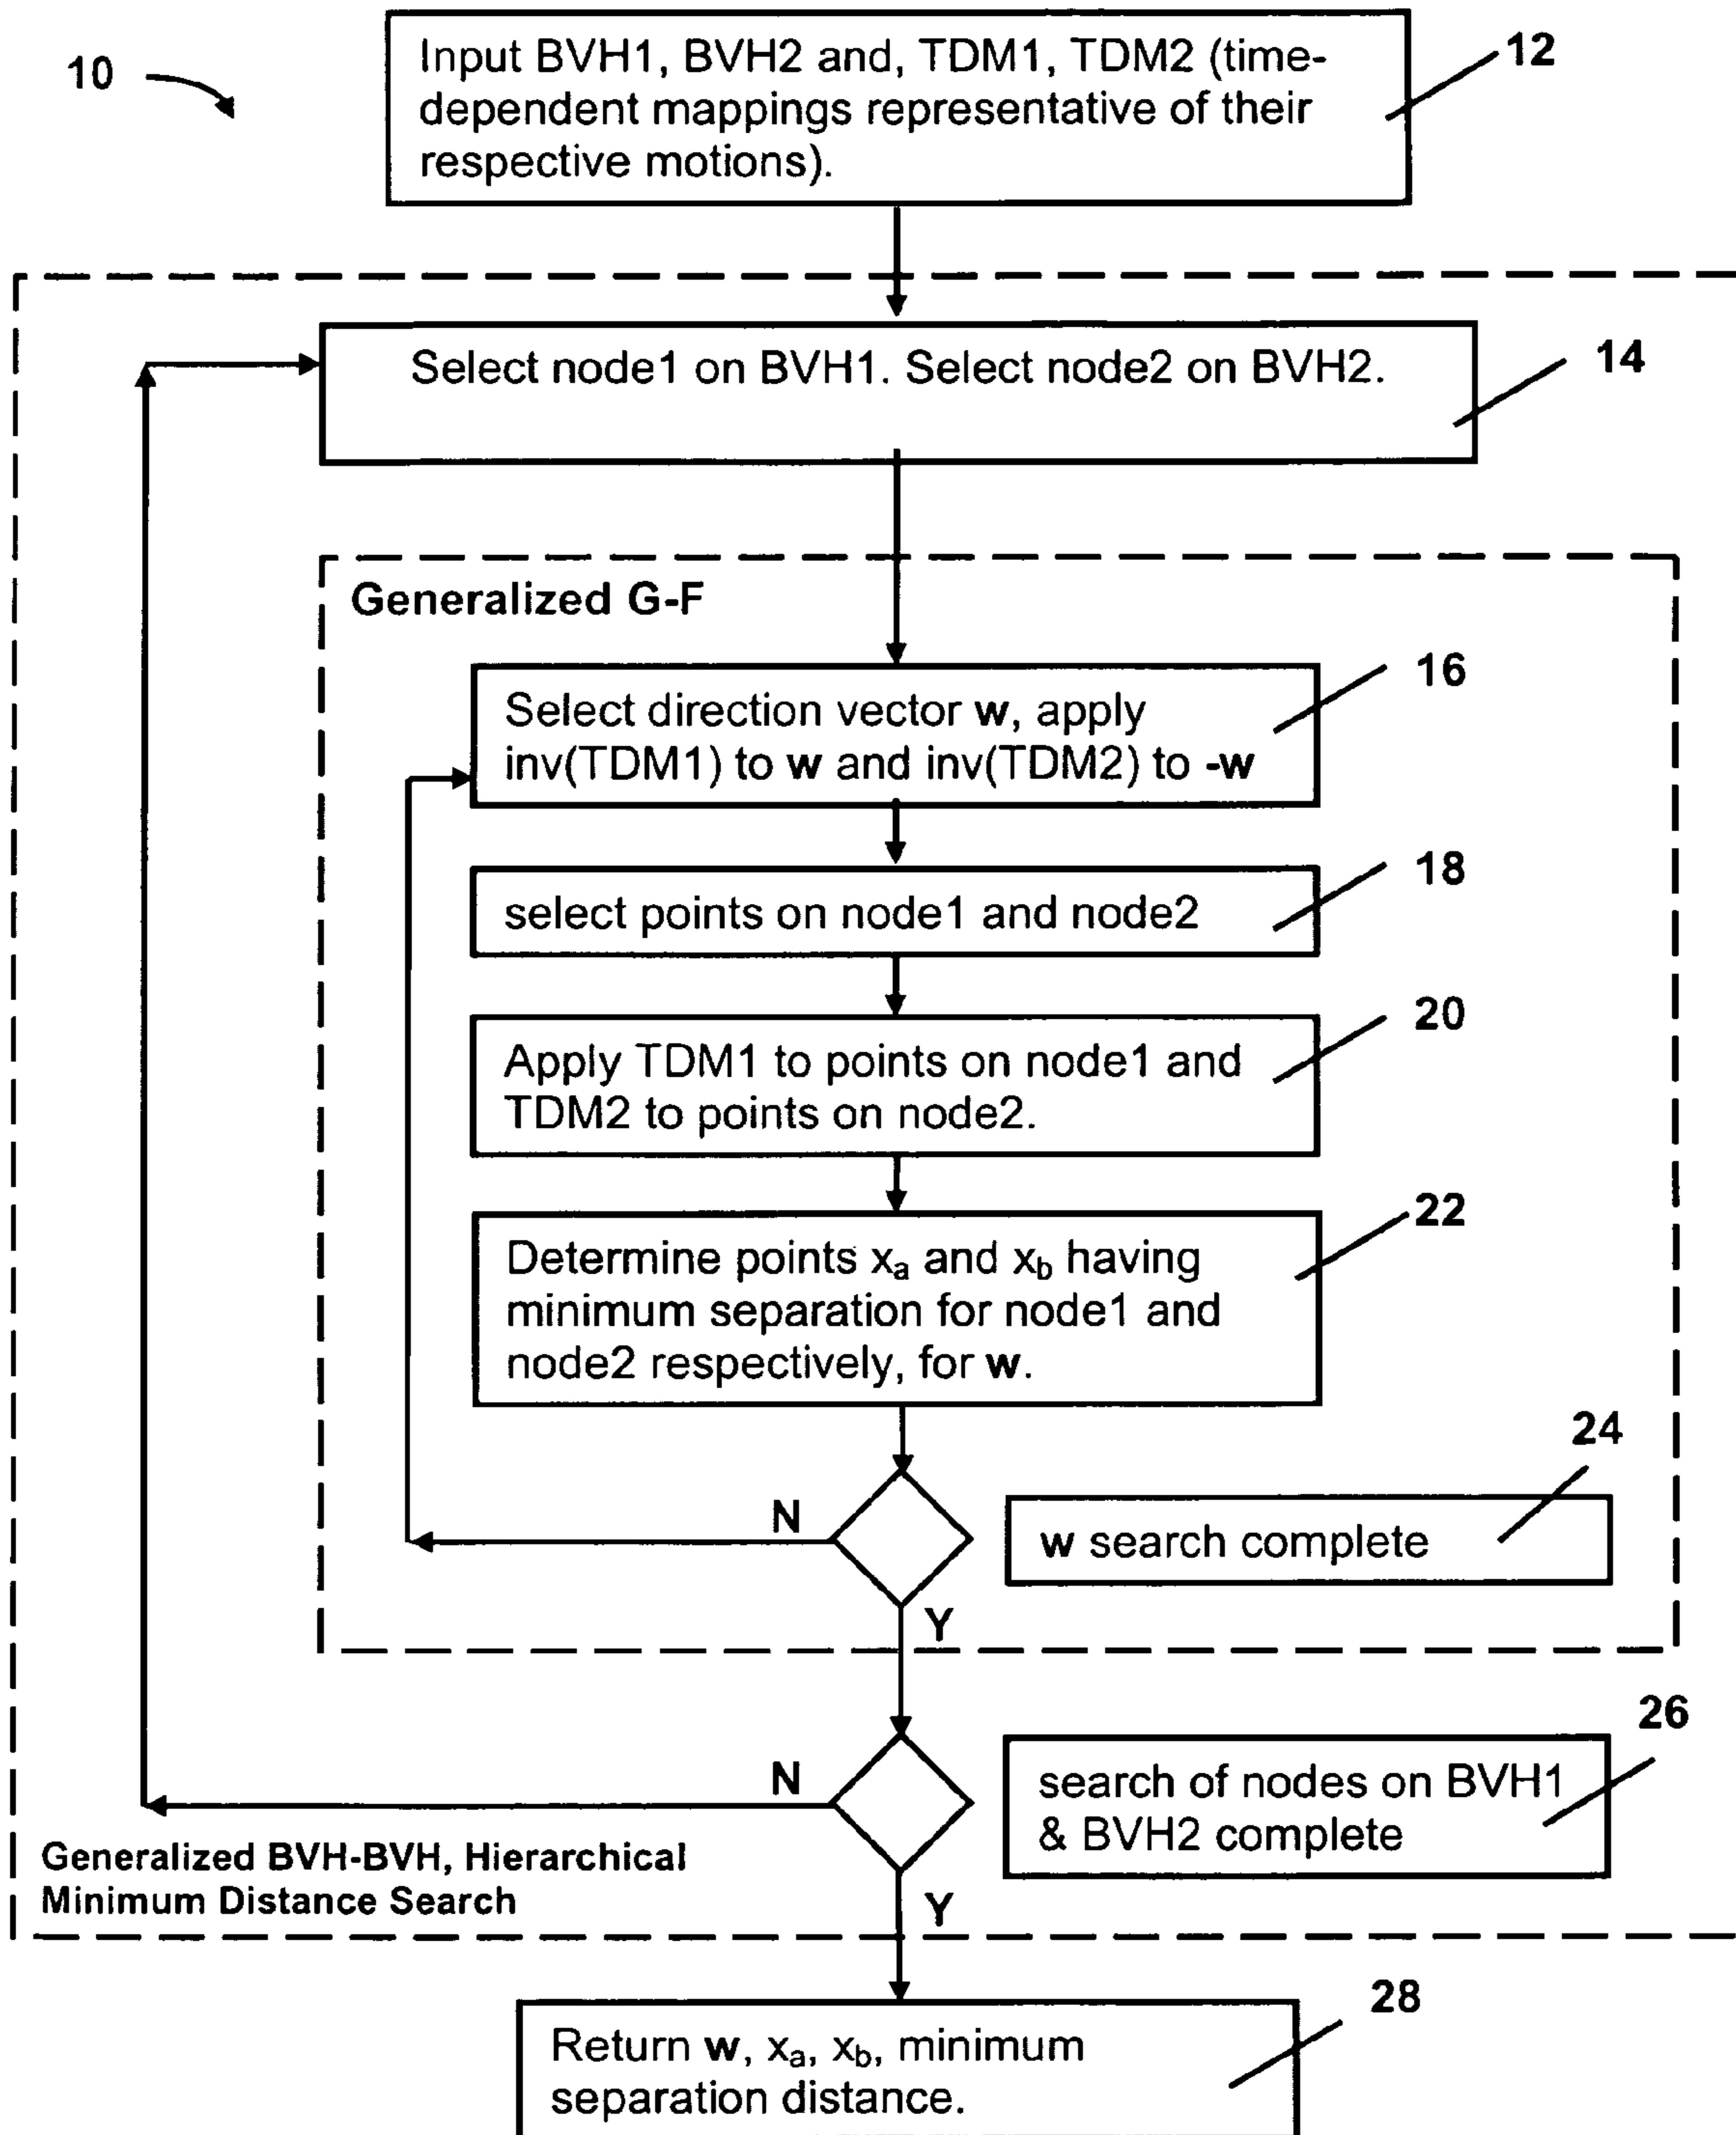 10
Input BVH1, BVH2 and, TDM1, TDM2 (time-
dependent mappings representative of their
respective motions).
12
Select node1 on BVH1. Select node2 on BVH2.
14
Generalized G-F
Select direction vector w, apply
inv(TDM1) to w and inv(TDM2) to -w
16
select points on node1 and node2
18
Apply TDM1 to points on node1 and
TDM2 to points on node2.
20
Determine points xa and xb having
minimum separation for node1 and
node2 respectively, for w.
22
N
w search complete
24
Y
N
search of nodes on BVH1
& BVH2 complete
26
Generalized BVH-BVH, Hierarchical
Minimum Distance Search
Y
Return w, xa, xb, minimum
separation distance.
28